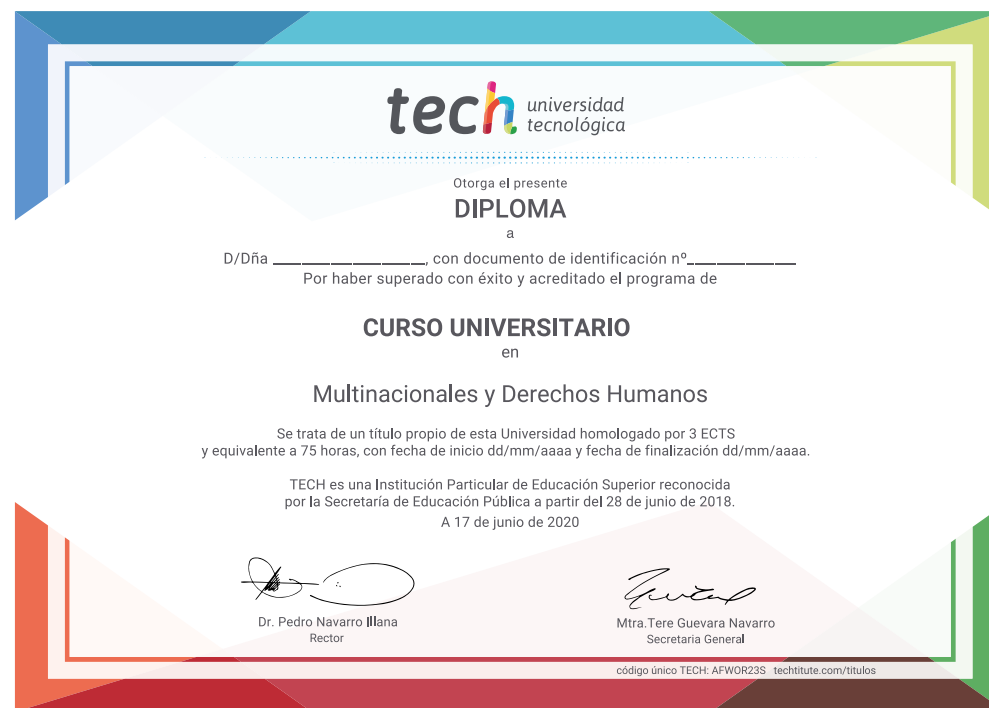 tech universidad
tecnológica
Otorga el presente
DIPLOMA
a
D/Dña ________________, con documento de identificación nº____________
Por haber superado con éxito y acreditado el programa de
CURSO UNIVERSITARIO
en
Multinacionales y Derechos Humanos
Se trata de un título propio de esta Universidad homologado por 3 ECTS
y equivalente a 75 horas, con fecha de inicio dd/mm/aaaa y fecha de finalización dd/mm/aaaa.
TECH es una Institución Particular de Educación Superior reconocida
por la Secretaría de Educación Pública a partir del 28 de junio de 2018.
A 17 de junio de 2020
Dr. Pedro Navarro Illana
Rector
Mtra.Tere Guevara Navarro
Secretaria General
código único TECH: AFWOR23S techtitute.com/titulos